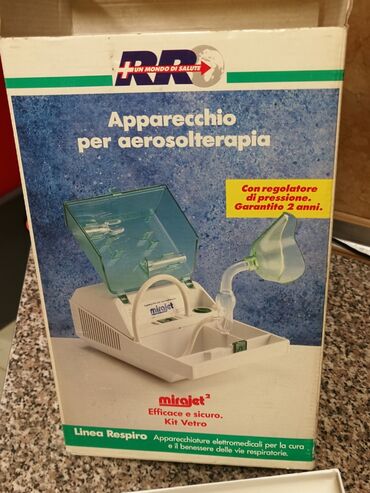 RR
UN MONDO DI SALUTE
Apparecchio
per aerosolterapia
Con regolatore
di pressione.
Garantito 2 anni.
mirajet
mirajet²
Efficace e sicuro.
Kit Vetro
Linea Respiro Apparecchiature elettromedicali per la cura
e il benessere delle vie respiratorie.